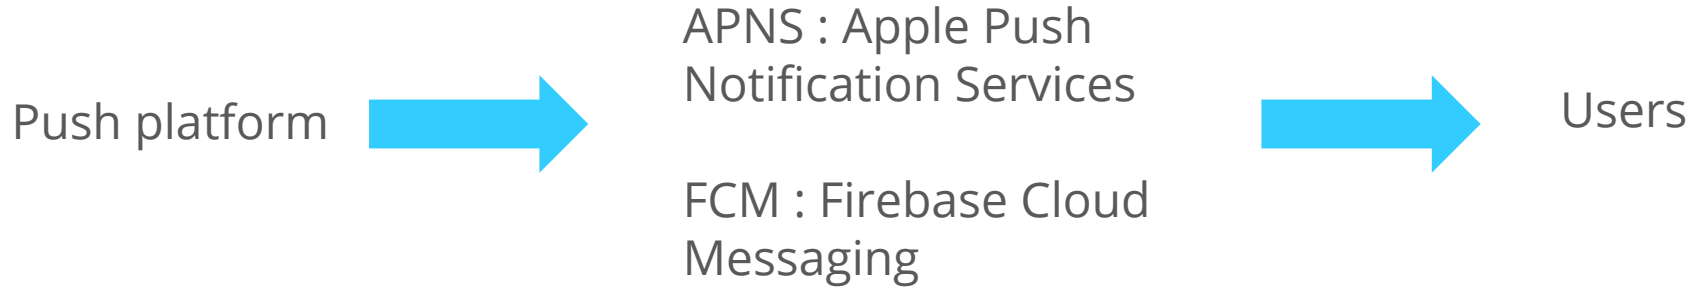 Push platform
APNS : Apple Push
Notification Services
FCM : Firebase Cloud
Messaging
Users